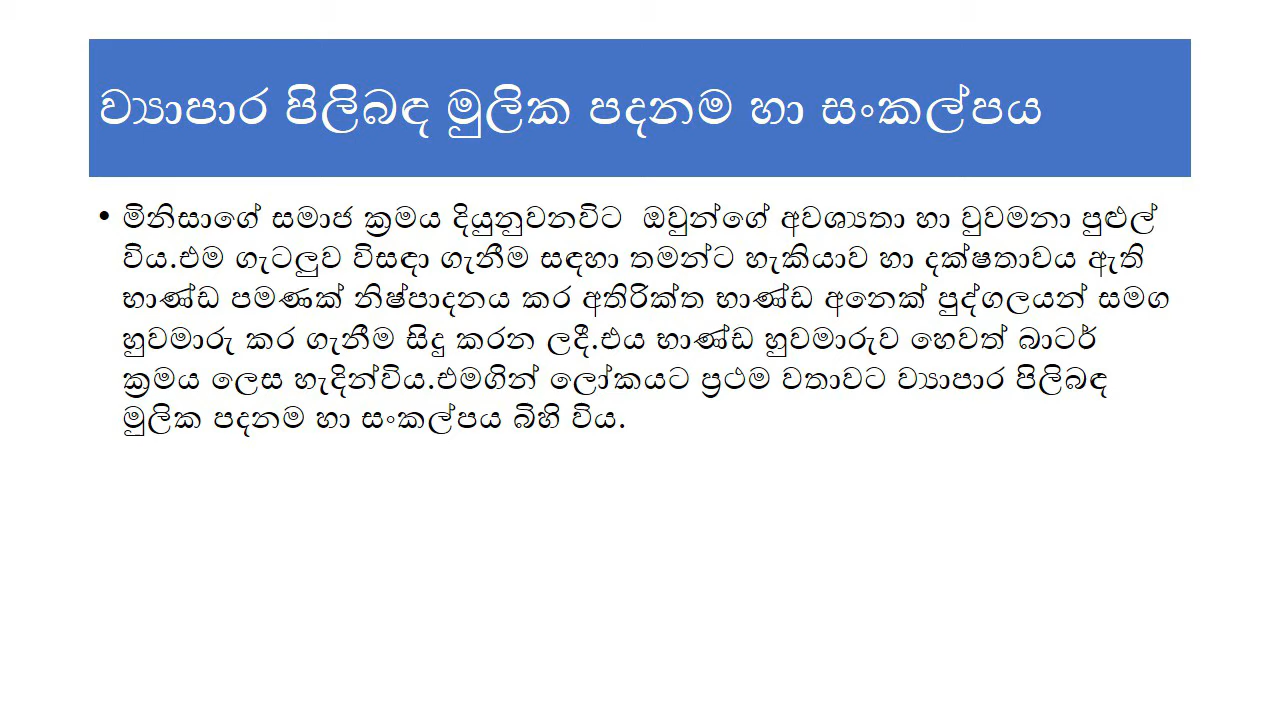 ව්‍යාපාර පිලිබඳ මුලික පදනම හා සංකල්පය
• මිනිසාගේ සමාජ ක්‍රමය දියුනුවනවිට ඔවුන්ගේ අවශ්‍යතා හා වුවමනා පුළුල්
විය.එම ගැටලුව විසඳා ගැනීම සඳහා තමන්ට හැකියාව හා දක්ෂතාවය ඇති
භාණ්ඩ පමණක් නිෂ්පාදනය කර අතිරික්ත භාණ්ඩ අනෙක් පුද්ගලයන් සමග
හුවමාරු කර ගැනීම සිදු කරන ලදී.එය භාණ්ඩ හුවමාරුව හෙවත් බාටර්
ක්‍රමය ලෙස හැදින්විය.එමගින් ලෝකයට ප්‍රථම වතාවට ව්‍යාපාර පිලිබඳ
මුලික පදනම හා සංකල්පය බිහි විය.